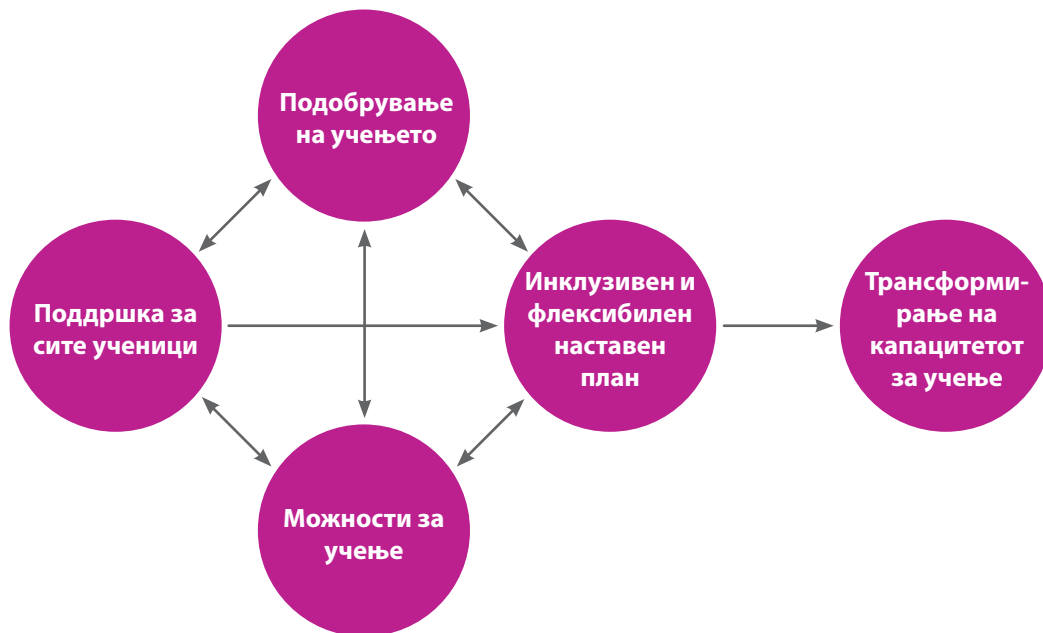 Подобрување
на учењето
Поддршка за
сите ученици
Инклузивен и
флексибилен
наставен
план
Трансформи-
рање на
капацитетот
за учење
Можности за
учење